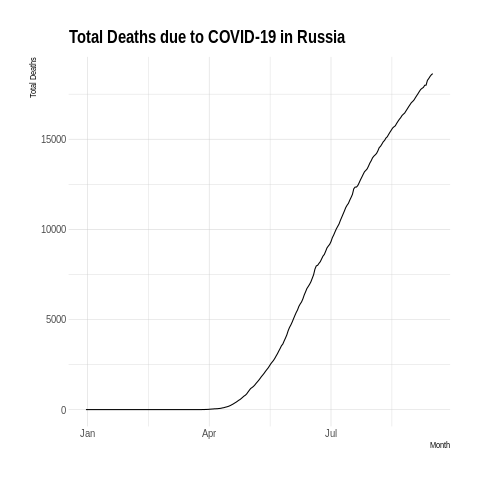 Total Deaths due to COVID-19 in Russia
Total Deaths
15000
10000
5000
0
Jan Apr Jul
Month